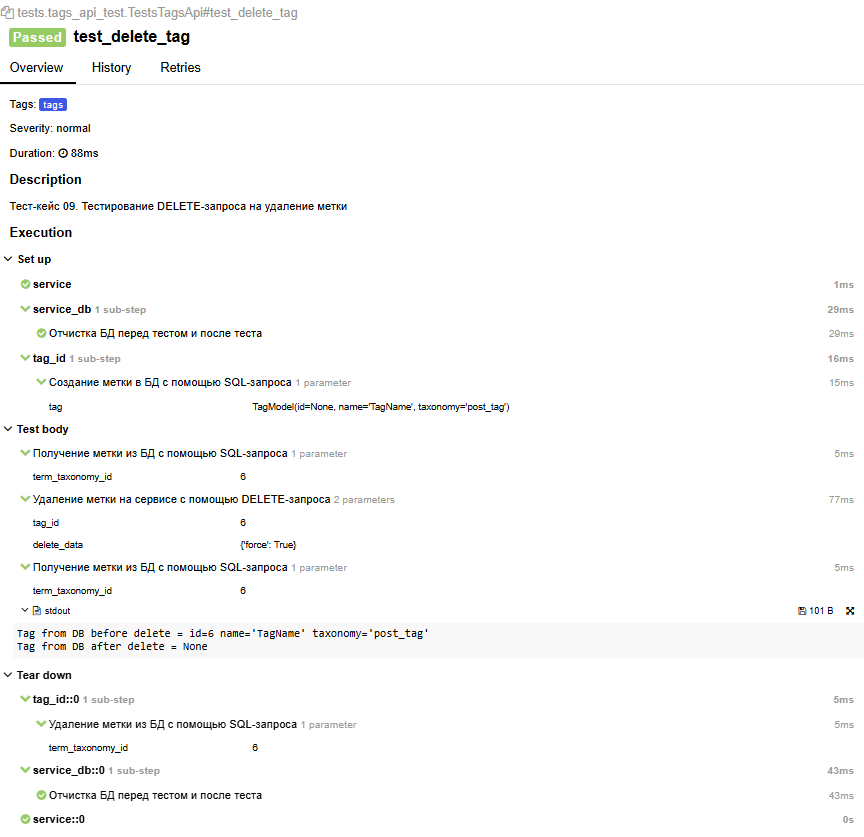 tests.tags_api_test.TestsTagsApi#test_delete_tag
Passed test_delete_tag
Overview History Retries
Tags: tags
Severity: normal
Duration: 88ms
Description
Тест-кейс 09. Тестирование DELETE-запроса на удаление метки
Execution
Set up
service 1ms
service_db 1 sub-step 29ms
Отчистка БД перед тестом и после теста 29ms
tag_id 1 sub-step 16ms
Создание метки в БД с помощью SQL-запроса 1 parameter 15ms
tag TagModel(id=None, name='TagName', taxonomy='post_tag')
Test body
Получение метки из БД с помощью SQL-запроса 1 parameter 5ms
term_taxonomy_id 6
Удаление метки на сервисе с помощью DELETE-запроса 2 parameters 77ms
tag_id 6
delete_data {'force': True}
Получение метки из БД с помощью SQL-запроса 1 parameter 5ms
term_taxonomy_id 6
stdout 101 B
Tag from DB before delete = id=6 name='TagName' taxonomy='post_tag'
Tag from DB after delete = None
Tear down
tag_id::0 1 sub-step 5ms
Удаление метки из БД с помощью SQL-запроса 1 parameter 5ms
term_taxonomy_id 6
service_db::0 1 sub-step 43ms
Отчистка БД перед тестом и после теста 43ms
service::0 0s